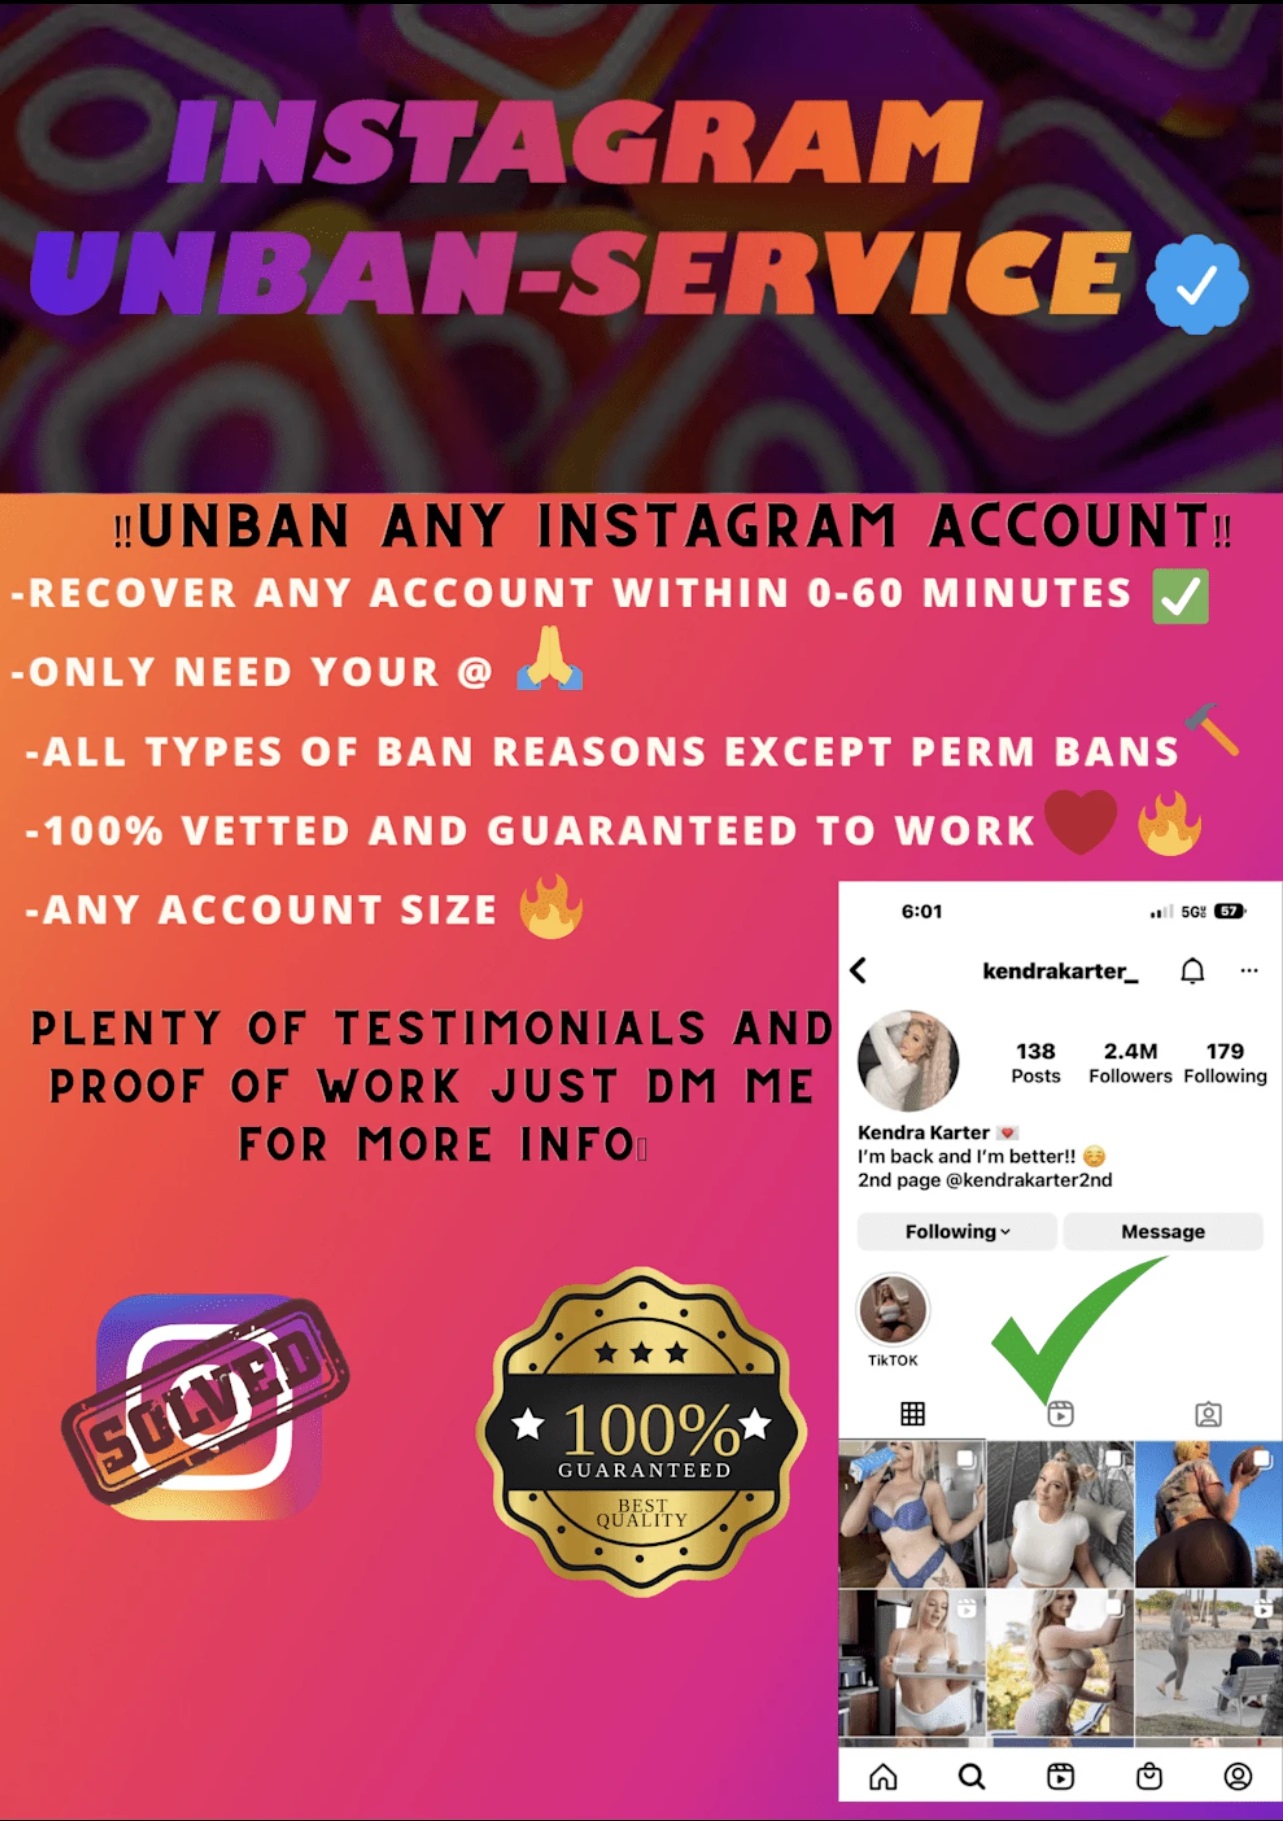 INSTAGRAM
UNBAN-SERVICE
‼UNBAN ANY INSTAGRAM ACCOUNT‼
-RECOVER ANY ACCOUNT WITHIN 0-60 MINUTES ✅
-ONLY NEED YOUR @ 🙏
-ALL TYPES OF BAN REASONS EXCEPT PERM BANS 🔨
-100% VETTED AND GUARANTEED TO WORK ❤ 🔥
-ANY ACCOUNT SIZE 🔥
PLENTY OF TESTIMONIALS AND
PROOF OF WORK JUST DM ME
FOR MORE INFO
SOLVED
100%
GUARANTEED
BEST
QUALITY
6:01
5G 57
kendrakarter_
138 2.4M 179
Posts Followers Following
Kendra Karter 💌
I'm back and I'm better!! ☺️
2nd page @kendrakarter2nd
Following Message
TikTOK